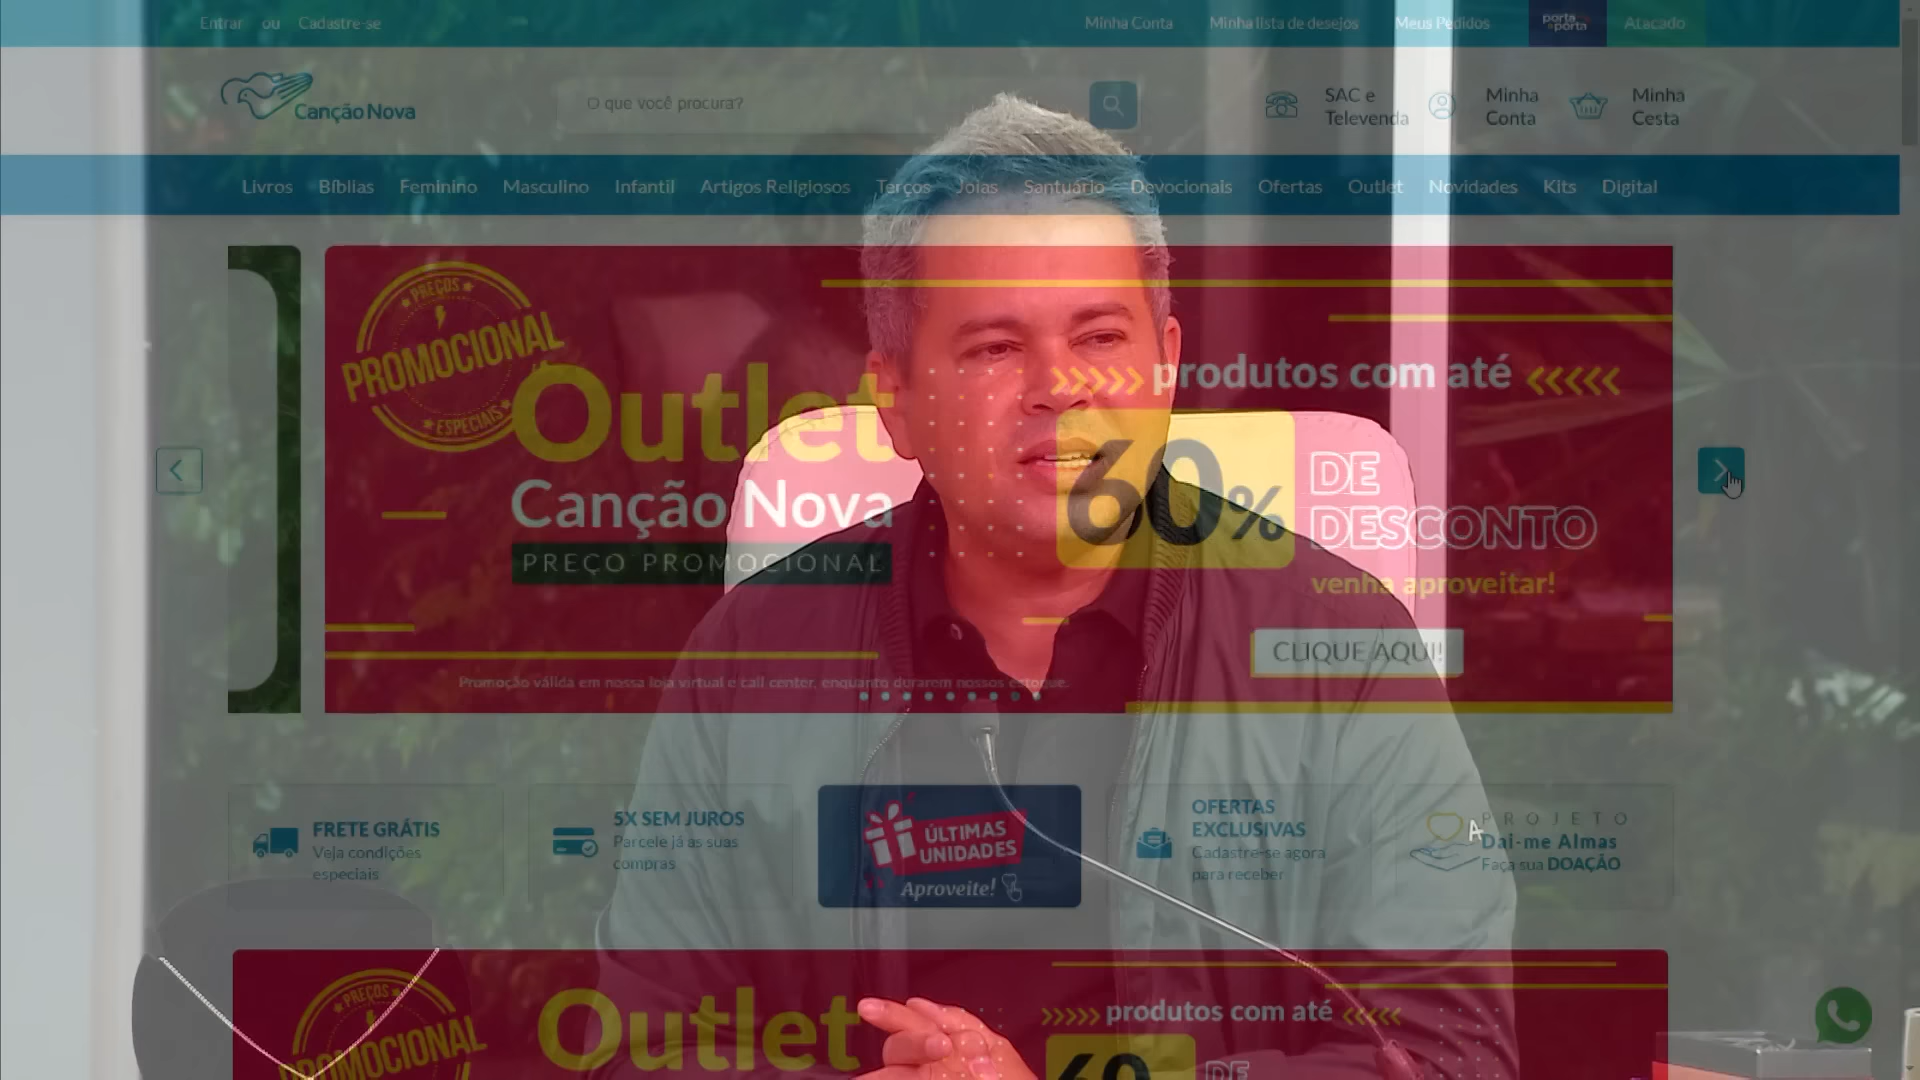 Entrar ou Cadastre-se Minha Conta Minha lista de desejos Meus Pedidos porta a porta Atacado
Canção Nova
O que você procura?
SAC e
Televenda
Minha
Conta
Minha
Cesta
Livros Bíblias Feminino Masculino Infantil Artigos Religiosos Terços Joias Santuário Devocionais Ofertas Outlet Novidades Kits Digital
PREÇOS
PROMOCIONAL
ESPECIAIS
Outlet
Canção Nova
PREÇO PROMOCIONAL
produtos com até
60%
DE
DESCONTO
venha aproveitar!
CLIQUE AQUI!
Promoção válida em nossa loja virtual e call center, enquanto durarem nossos estoque.
FRETE GRÁTIS
Veja condições
especiais
5X SEM JUROS
Parcele já as suas
compras
ÚLTIMAS
UNIDADES
Aproveite!
OFERTAS
EXCLUSIVAS
Cadastre-se agora
para receber
PROJETO
Dai-me Almas
Faça sua DOAÇÃO
PREÇOS
PROMOCIONAL
Outlet
produtos com até
60
DE